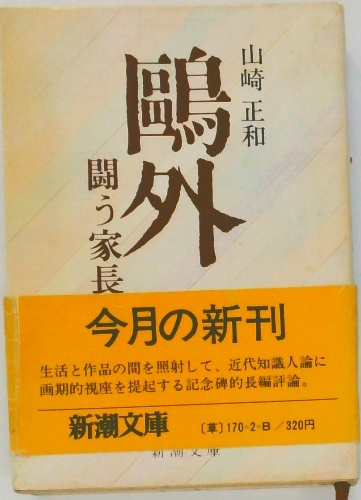 山崎正和
鷗外
闘う家長
今月の新刊
生活と作品の間を照射して、近代知識人論に
画期的視座を提起する記念碑的長編評論。
新潮文庫
〔草〕170=2=B／320円
新潮文庫